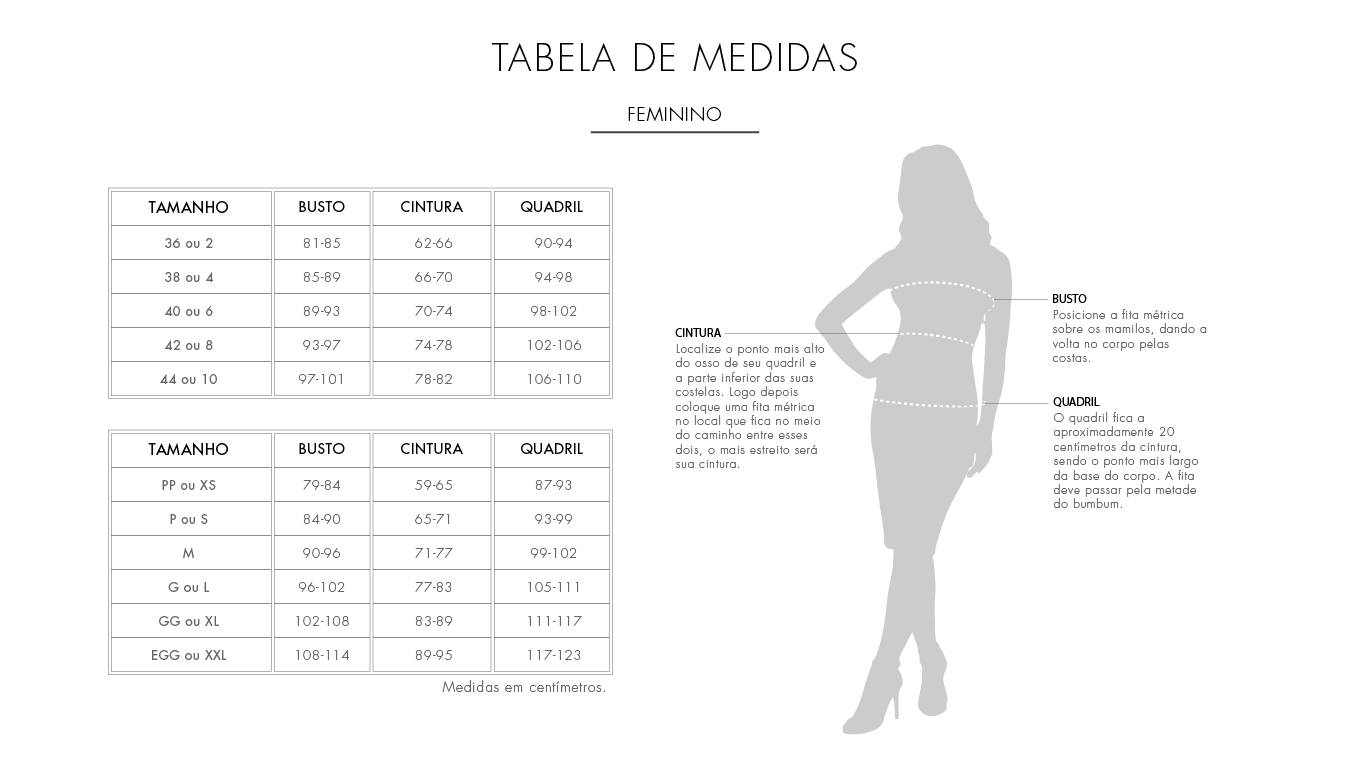 TABELA DE MEDIDAS
FEMININO
TAMANHO BUSTO CINTURA QUADRIL
36 ou 2 81-85 62-66 90-94
38 ou 4 85-89 66-70 94-98
40 ou 6 89-93 70-74 98-102
42 ou 8 93-97 74-78 102-106
44 ou 10 97-101 78-82 106-110
TAMANHO BUSTO CINTURA QUADRIL
PP ou XS 79-84 59-65 87-93
P ou S 84-90 65-71 93-99
M 90-96 71-77 99-102
G ou L 96-102 77-83 105-111
GG ou XL 102-108 83-89 111-117
EGG ou XXL 108-114 89-95 117-123
Medidas em centímetros.
CINTURA
Localize o ponto mais alto
do osso de seu quadril e
a parte inferior das suas
costelas. Logo depois
coloque uma fita métrica
no local que fica no meio
do caminho entre esses
dois, o mais estreito será
sua cintura.
BUSTO
Posicione a fita métrica
sobre os mamilos, dando a
volta no corpo pelas
costas.
QUADRIL
O quadril fica a
aproximadamente 20
centímetros da cintura,
sendo o ponto mais largo
da base do corpo. A fita
deve passar pela metade
do bumbum.